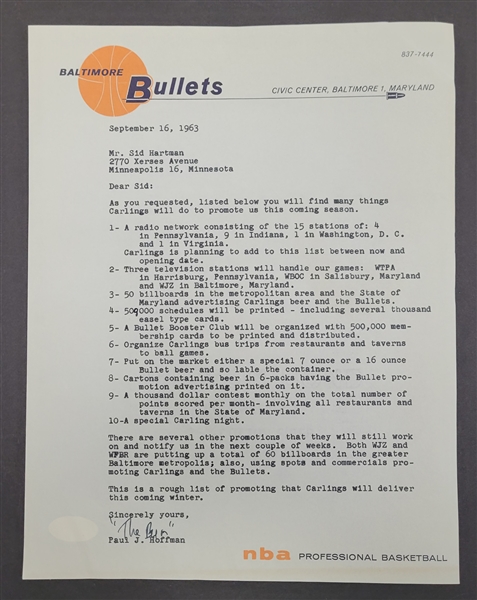 837-1444
BALTIMORE
Bullets
CIVIC CENTER, BALTIMORE 1, MARYLAND
September 16, 1963
Mr. Sid Hartman
2770 Xerses Avenue
Minneapolis 16, Minnesota
Dear Sid:
As you requested, listed below you will find many things
Carlings will do to promote us this coming season.
1- A radio network consisting of the 15 stations of: 4
in Pennsylvania, 9 in Indiana, 1 in Washington, D. C.
and 1 in Virginia.
Carlings is planning to add to this list between now and
opening date.
2- Three television stations will handle our games: WTPA
in Harrisburg, Pennsylvania, WBOC in Salisbury, Maryland
and WJZ in Baltimore, Maryland.
3- 50 billboards in the metropolitan area and the State of
Maryland advertising Carlings beer and the Bullets.
4- 500,000 schedules will be printed - including several thousand
easel type cards.
5- A Bullet Booster Club will be organized with 500,000 mem-
bership cards to be printed and distributed.
6- Organize Carlings bus trips from restaurants and taverns
to ball games.
7- Put on the market either a special 7 ounce or a 16 ounce
Bullet beer and so lable the container.
8- Cartons containing beer in 6-packs having the Bullet pro-
motion advertising printed on it.
9- A thousand dollar contest monthly on the total number of
points scored per month- involving all restaurants and
taverns in the State of Maryland.
10-A special Carling night.
There are several other promotions that they will still work
on and notify us in the next couple of weeks. Both WJZ and
WFBR are putting up a total of 60 billboards in the greater
Baltimore metropolis; also, using spots and commercials pro-
moting Carlings and the Bullets.
This is a rough list of promoting that Carlings will deliver
this coming winter.
Sincerely yours,
"The Bear"
Paul J. Hoffman
nba PROFESSIONAL BASKETBALL